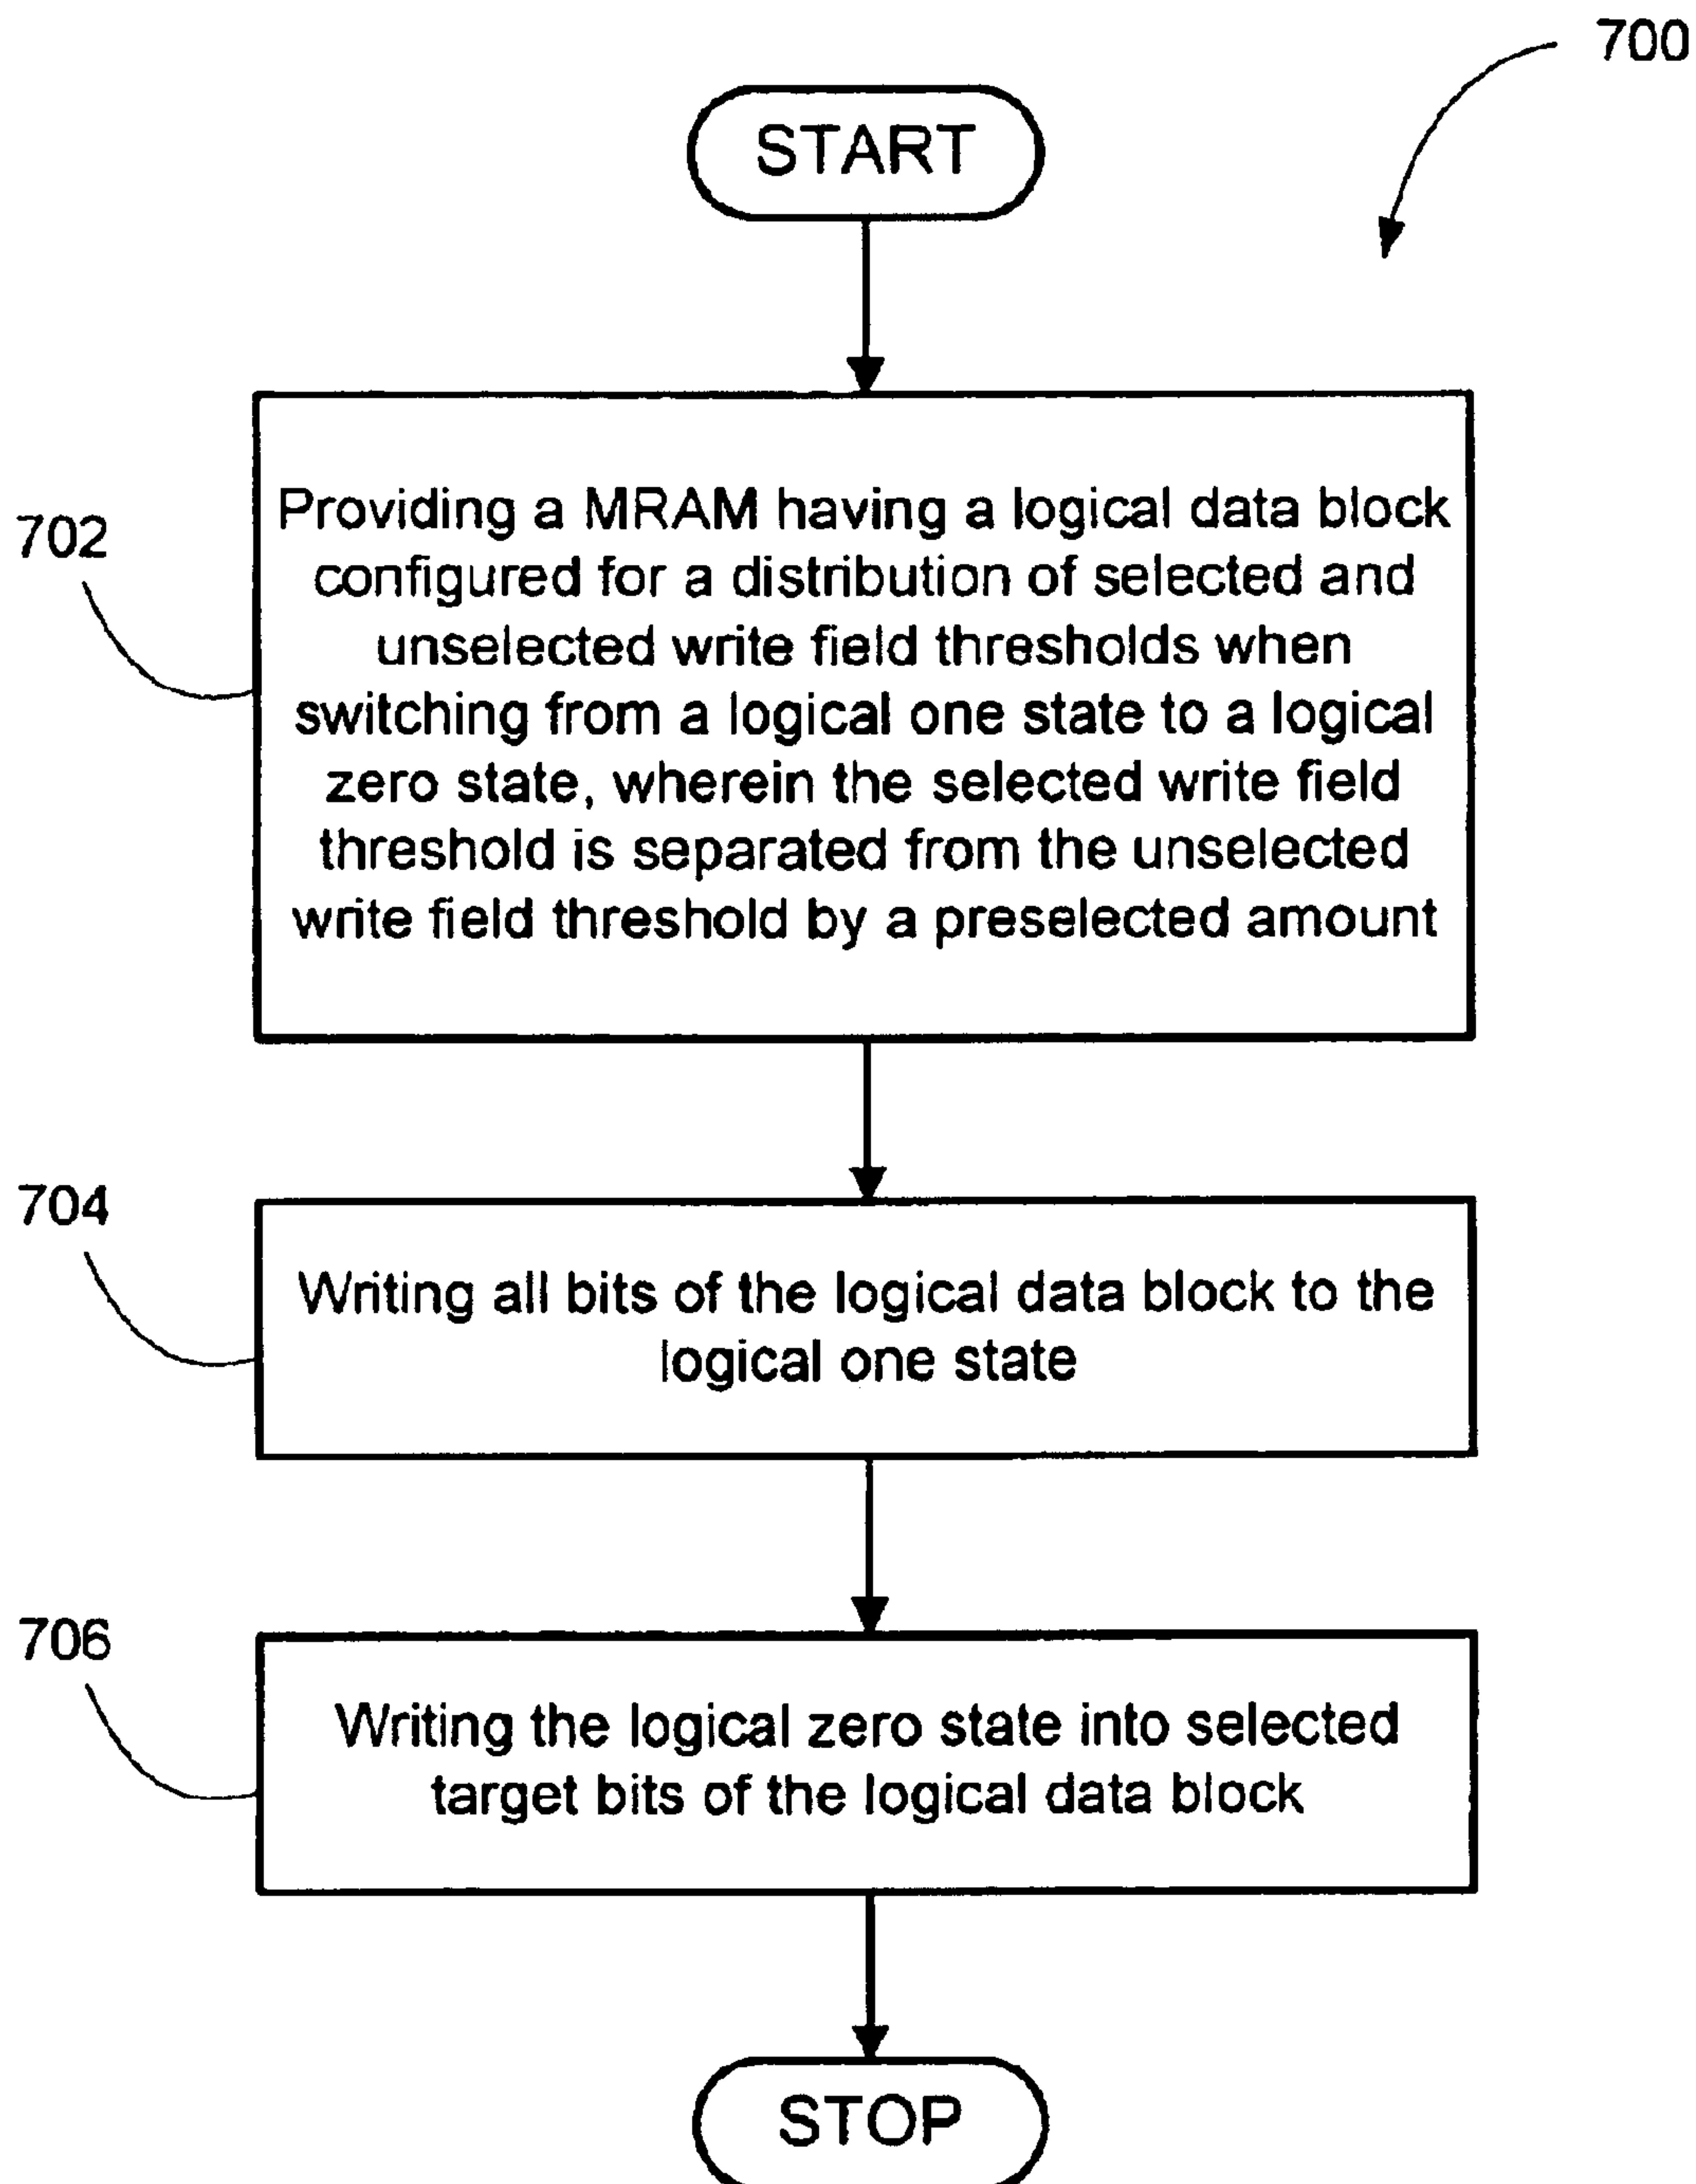 700
START
702
Providing a MRAM having a logical data block
configured for a distribution of selected and
unselected write field thresholds when
switching from a logical one state to a logical
zero state, wherein the selected write field
threshold is separated from the unselected
write field threshold by a preselected amount
704
Writing all bits of the logical data block to the
logical one state
706
Writing the logical zero state into selected
target bits of the logical data block
STOP